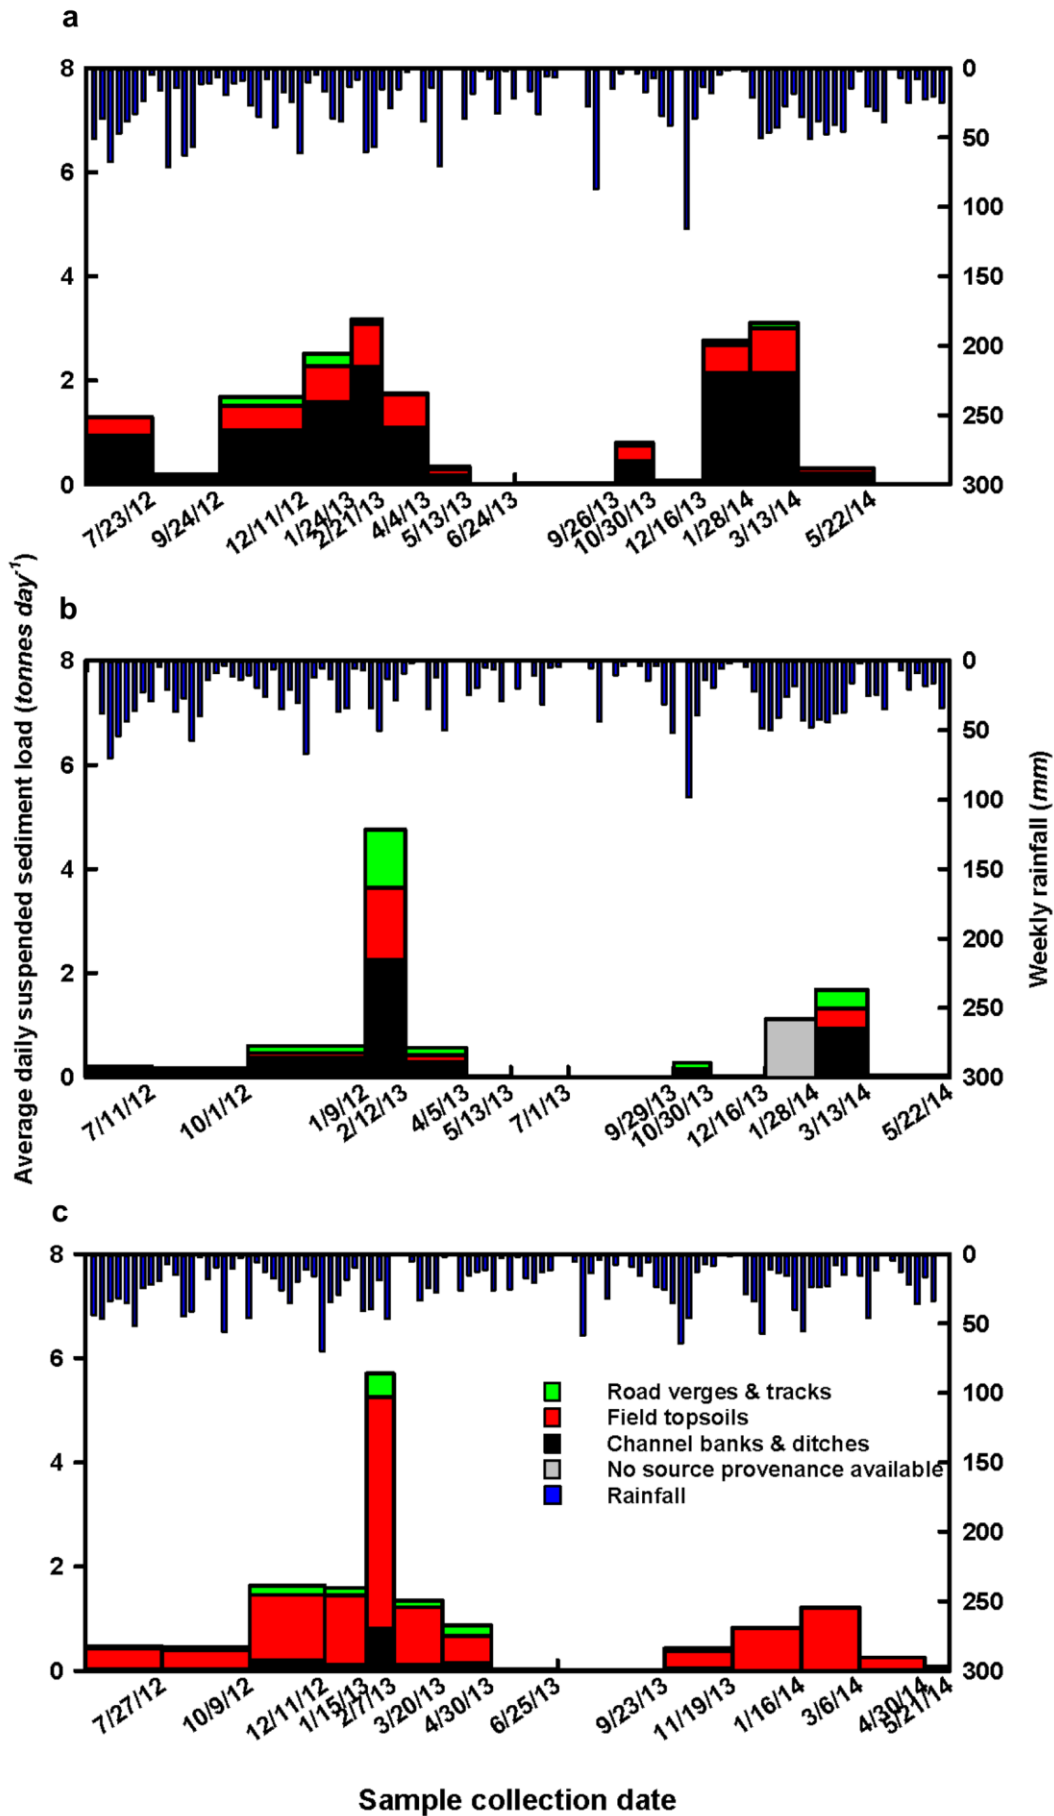 a
8 0
50
6
100
150
4
200
2
250
0 300
7/23/12 9/24/12 12/11/12 1/24/13 2/21/13 4/4/13 5/13/13 6/24/13 9/26/13 10/30/13 12/16/13 1/28/14 3/13/14 5/22/14
b
8 0
50
6
100
4 150
200
2
250
0 300
7/11/12 10/1/12 1/9/12 2/12/13 4/5/13 5/13/13 7/1/13 9/29/13 10/30/13 12/16/13 1/28/14 3/13/14 5/22/14
Average daily suspended sediment load (tonnes day-1)
Weekly rainfall (mm)
c
8 0
50
6
100
Road verges & tracks
Field topsoils
Channel banks & ditches
No source provenance available
Rainfall
4 150
200
2
250
0 300
7/27/12 10/9/12 12/11/12 1/15/13 2/7/13 3/20/13 4/30/13 6/25/13 9/23/13 11/19/13 1/16/14 3/6/14 4/30/14 5/21/14
Sample collection date